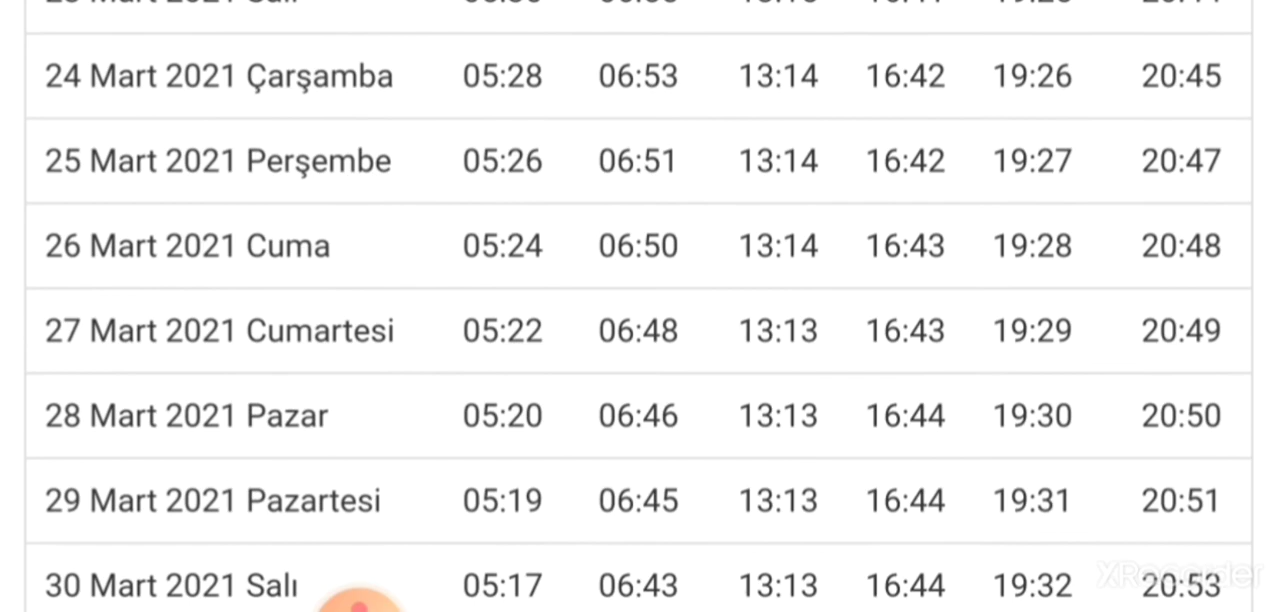 24 Mart 2021 Çarşamba 05:28 06:53 13:14 16:42 19:26 20:45
25 Mart 2021 Perşembe 05:26 06:51 13:14 16:42 19:27 20:47
26 Mart 2021 Cuma 05:24 06:50 13:14 16:43 19:28 20:48
27 Mart 2021 Cumartesi 05:22 06:48 13:13 16:43 19:29 20:49
28 Mart 2021 Pazar 05:20 06:46 13:13 16:44 19:30 20:50
29 Mart 2021 Pazartesi 05:19 06:45 13:13 16:44 19:31 20:51
30 Mart 2021 Salı 05:17 06:43 13:13 16:44 19:32 20:53
XRecorder